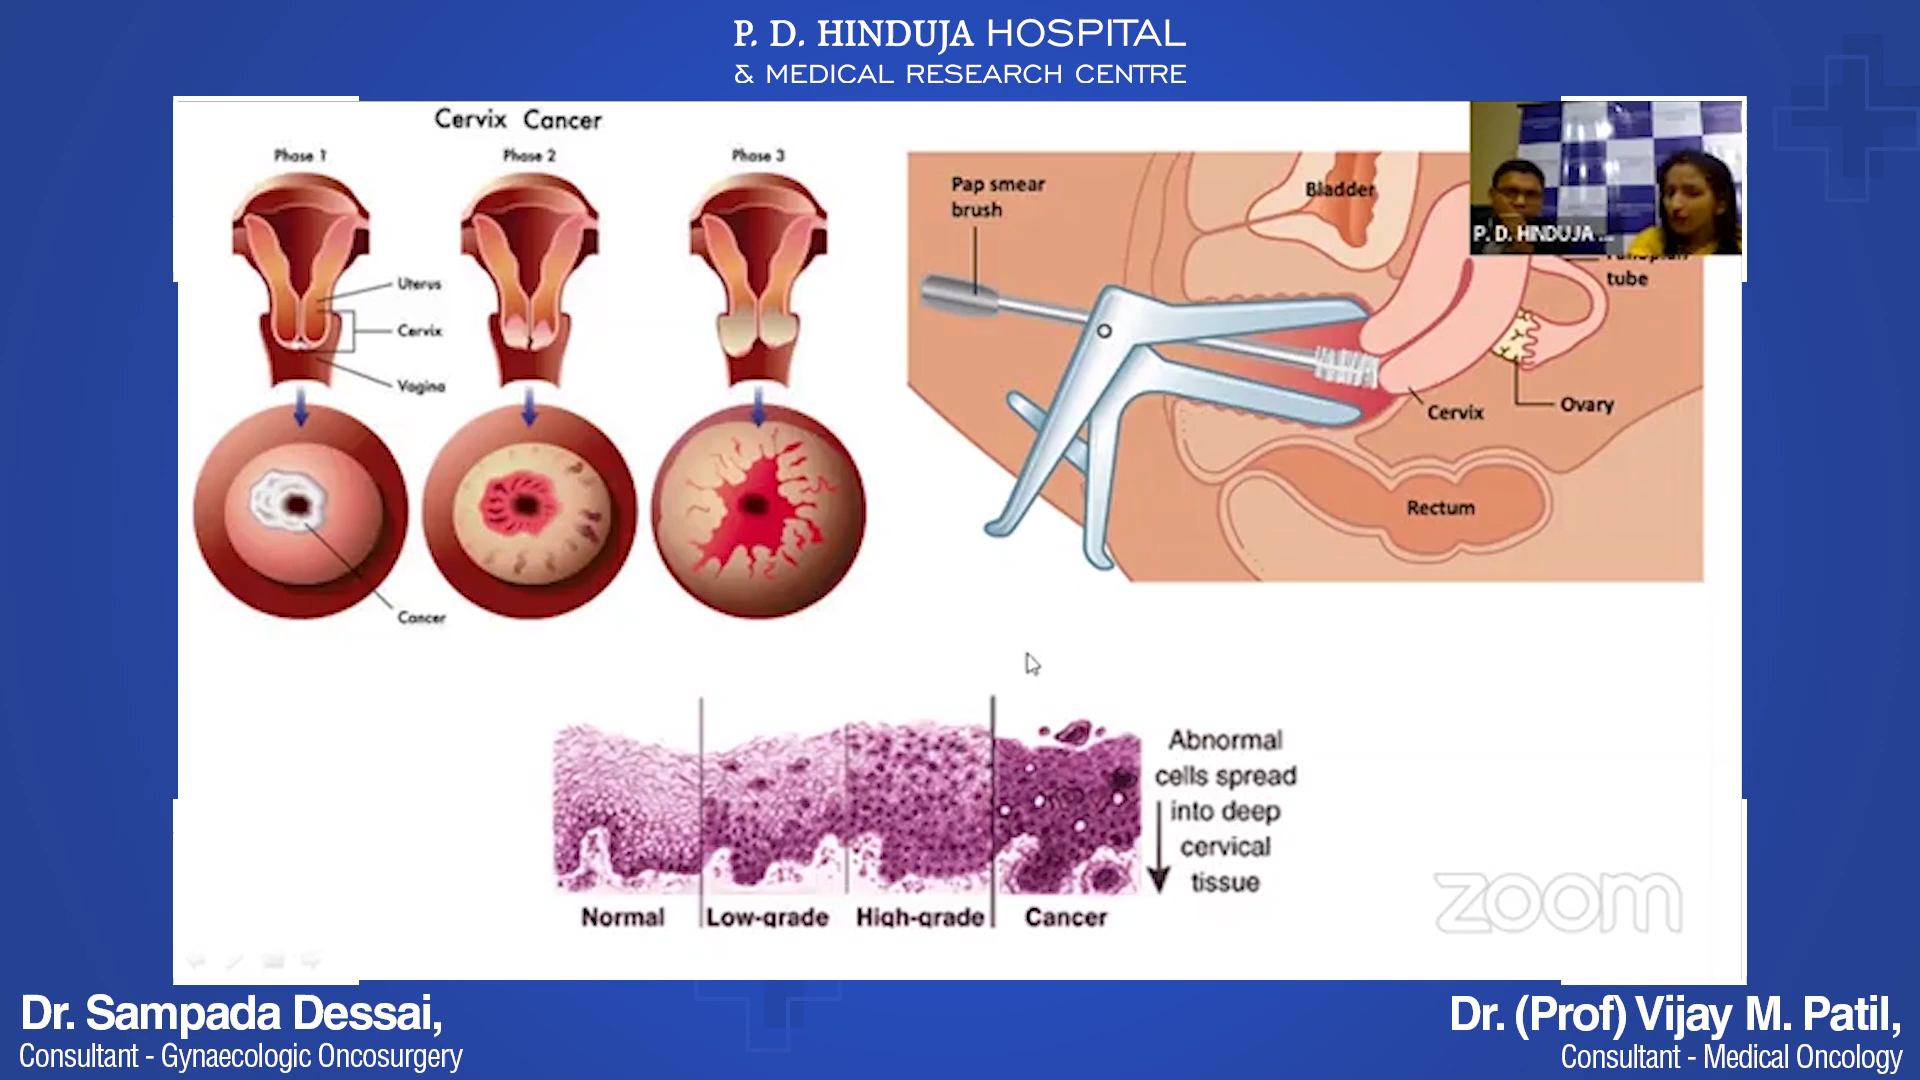 P. D. HINDUJA HOSPITAL
& MEDICAL RESEARCH CENTRE
Cervix Cancer
Phase 1
Phase 2
Phase 3
Uterus
Cervix
Vagina
Cancer
Pap smear
brush
Bladder
P. D. HINDUJA ...
tube
Ovary
Cervix
Rectum
Normal
Low-grade
High-grade
Cancer
Abnormal
cells spread
into deep
cervical
tissue
zoom
Dr. Sampada Dessai,
Consultant - Gynaecologic Oncosurgery
Dr. (Prof) Vijay M. Patil,
Consultant - Medical Oncology